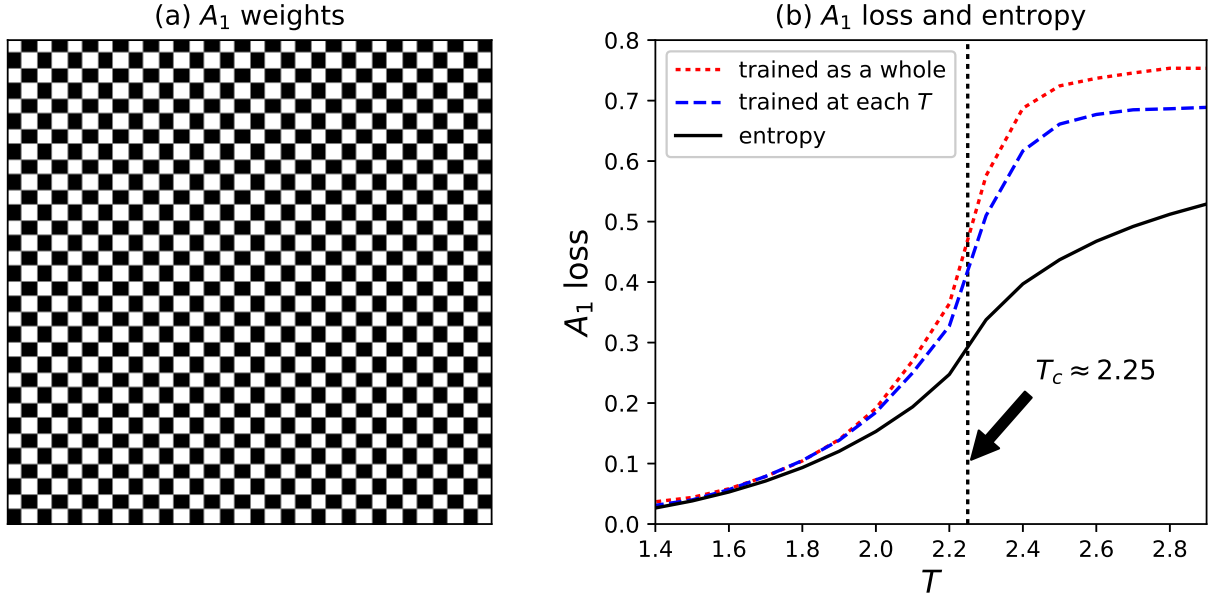 (a) A₁ weights
(b) A₁ loss and entropy
A₁ loss
0.8
0.7
0.6
0.5
0.4
0.3
0.2
0.1
0.0
trained as a whole
trained at each T
entropy
T_c ≈ 2.25
1.4 1.6 1.8 2.0 2.2 2.4 2.6 2.8
T